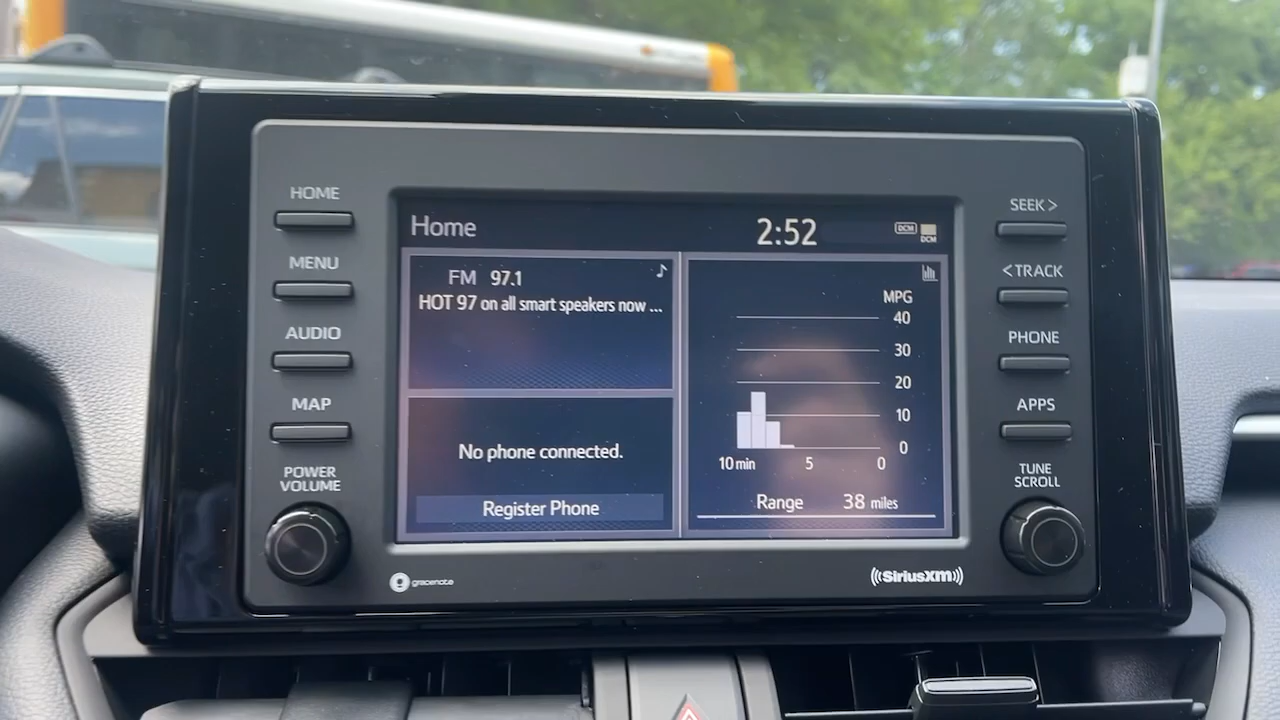 HOME
MENU
AUDIO
MAP
POWER
VOLUME
Home
2:52
DCM
DCM
FM 97.1
HOT 97 on all smart speakers now ...
No phone connected.
Register Phone
MPG
40
30
20
10
0
10 min 5 0
Range 38 miles
SEEK >
< TRACK
PHONE
APPS
TUNE
SCROLL
gracenote
SiriusXM